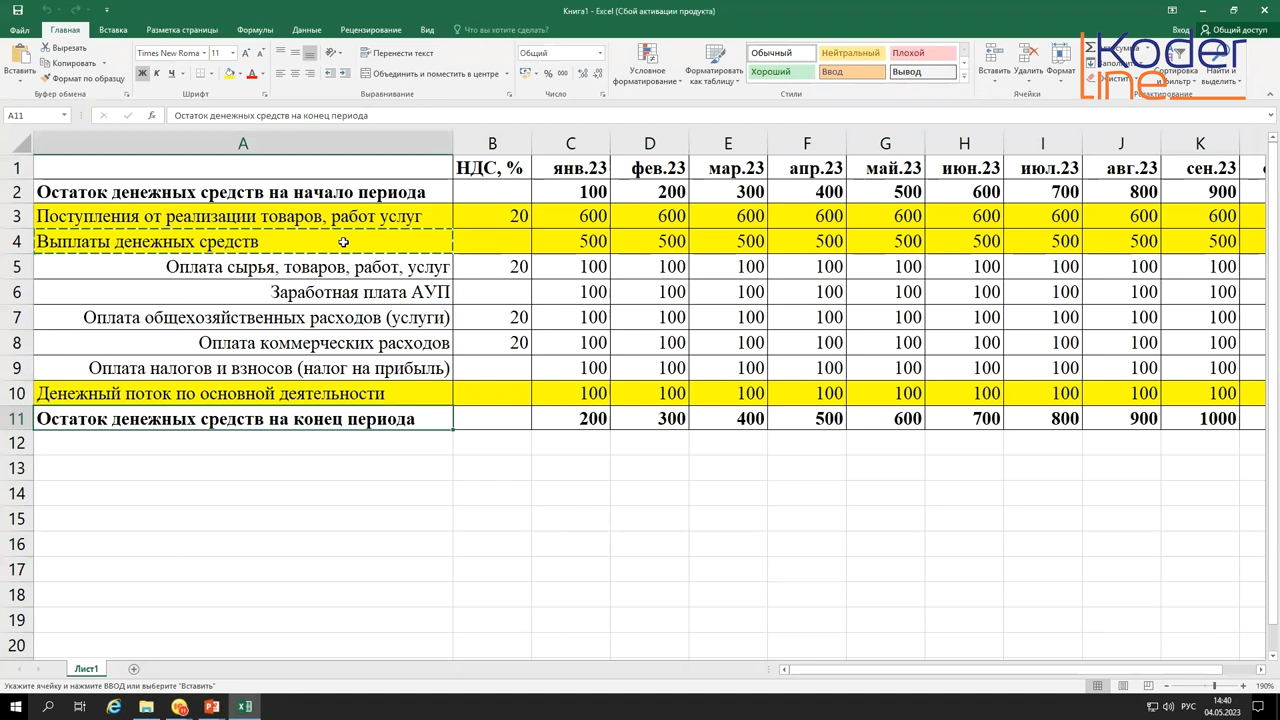 Книга1 - Excel (Сбой активации продукта)
Файл Главная Вставка Разметка страницы Формулы Данные Рецензирование Вид Что вы хотите сделать? Вход Общий доступ
Вставить
Вырезать
Копировать
Формат по образцу
Буфер обмена
Times New Roma 11
Ж К Ч
Шрифт
Перенести текст
Объединить и поместить в центре
Выравнивание
Общий
% 000
Число
Условное форматирование
Форматировать как таблицу
Обычный Нейтральный Плохой
Хороший Ввод Вывод
Стили
Вставить Удалить Формат
Ячейки
Сортировка и фильтр
Найти и выделить
Редактирование
Koder
line
A11 fx Остаток денежных средств на конец периода
A B C D E F G H I J K
1 НДС, % янв.23 фев.23 мар.23 апр.23 май.23 июн.23 июл.23 авг.23 сен.23
2 Остаток денежных средств на начало периода 100 200 300 400 500 600 700 800 900
3 Поступления от реализации товаров, работ услуг 20 600 600 600 600 600 600 600 600 600
4 Выплаты денежных средств 500 500 500 500 500 500 500 500 500
5 Оплата сырья, товаров, работ, услуг 20 100 100 100 100 100 100 100 100 100
6 Заработная плата АУП 100 100 100 100 100 100 100 100 100
7 Оплата общехозяйственных расходов (услуги) 20 100 100 100 100 100 100 100 100 100
8 Оплата коммерческих расходов 20 100 100 100 100 100 100 100 100 100
9 Оплата налогов и взносов (налог на прибыль) 100 100 100 100 100 100 100 100 100
10 Денежный поток по основной деятельности 100 100 100 100 100 100 100 100 100
11 Остаток денежных средств на конец периода 200 300 400 500 600 700 800 900 1000
12
13
14
15
16
17
18
19
20
Лист1
Укажите ячейку и нажмите ВВОД или выберите "Вставить" 190%
РУС 14:40
04.05.2023